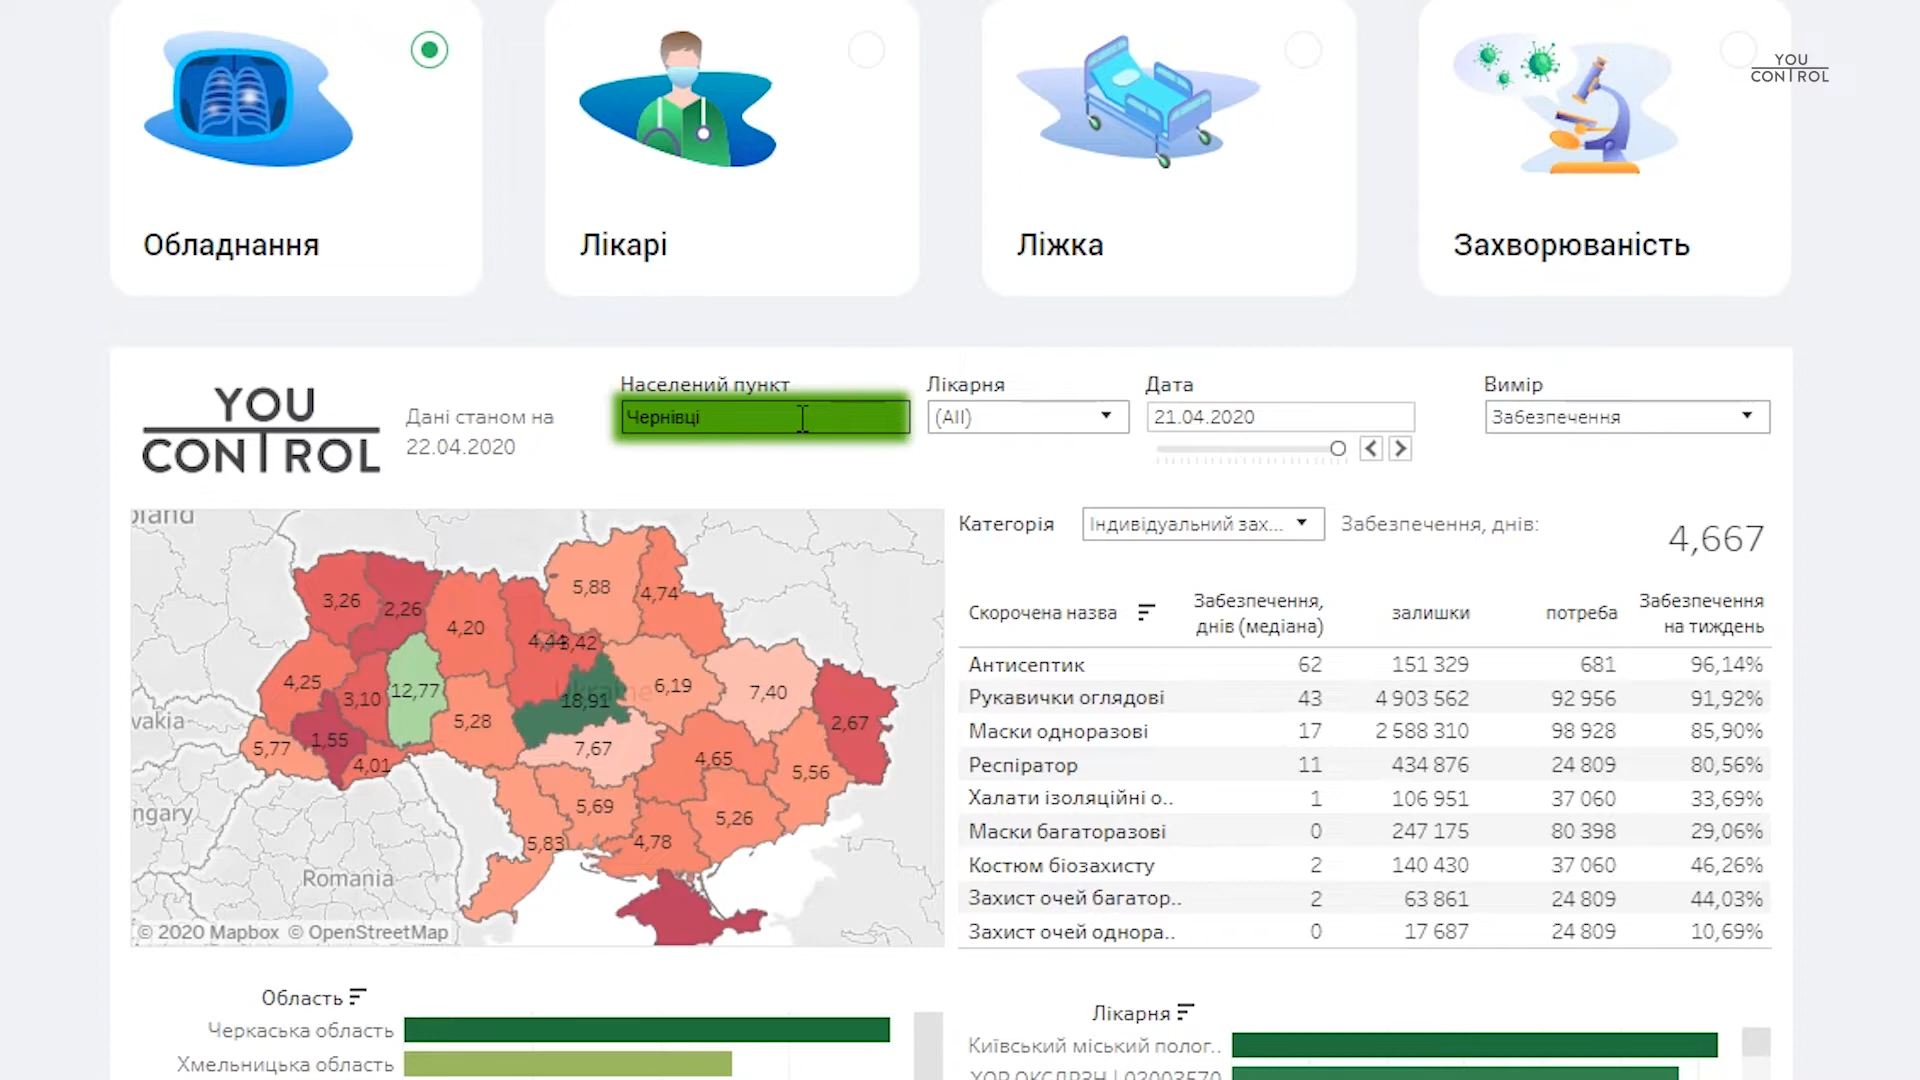 YOU
CONTROL
Обладнання
Лікарі
Ліжка
Захворюваність
YOU
CONTROL
Дані станом на
22.04.2020
Населений пункт
Чернівці
Лікарня
(All)
Дата
21.04.2020
Вимір
Забезпечення
Категорія
Індивідуальний зах...
Забезпечення, днів:
4,667
oland
vakia
ngary
Romania
Ukraine
3,26
2,26
4,20
5,88
4,74
3,42
4,25
3,10
12,77
5,28
18,91
6,19
7,40
2,67
5,77
1,55
4,01
7,67
4,65
5,56
5,69
5,26
5,83
4,78
© 2020 Mapbox © OpenStreetMap
Скорочена назва
Забезпечення,
днів (медіана)
залишки
потреба
Забезпечення
на тиждень
Антисептик 62 151 329 681 96,14%
Рукавички оглядові 43 4 903 562 92 956 91,92%
Маски одноразові 17 2 588 310 98 928 85,90%
Респіратор 11 434 876 24 809 80,56%
Халати ізоляційні о.. 1 106 951 37 060 33,69%
Маски багаторазові 0 247 175 80 398 29,06%
Костюм біозахисту 2 140 430 37 060 46,26%
Захист очей багатор.. 2 63 861 24 809 44,03%
Захист очей однора.. 0 17 687 24 809 10,69%
Область
Черкаська область
Хмельницька область
Лікарня
Київський міський полог..